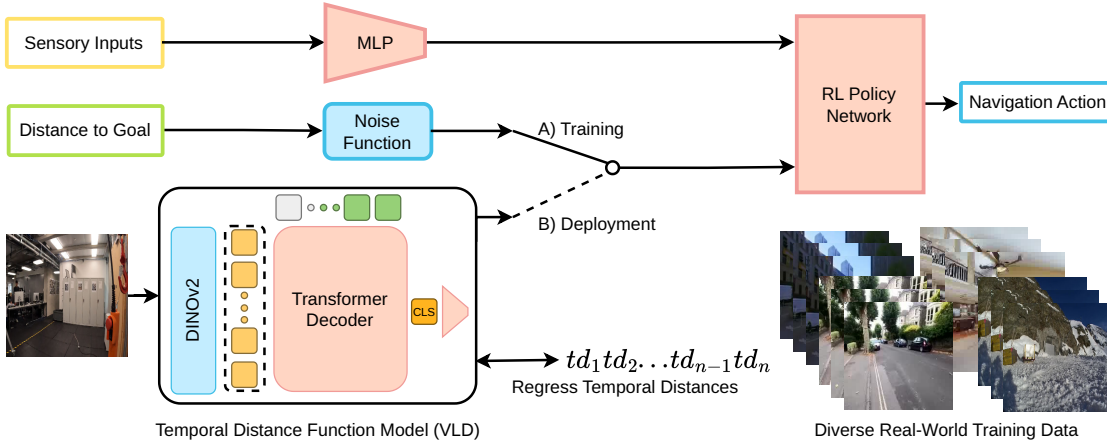 Sensory Inputs
MLP
RL Policy
Network
Navigation Action
Distance to Goal
Noise
Function
A) Training
B) Deployment
DINOv2
Transformer
Decoder
CLS
td₁td₂…tdₙ₋₁tdₙ
Regress Temporal Distances
Temporal Distance Function Model (VLD)
Diverse Real-World Training Data